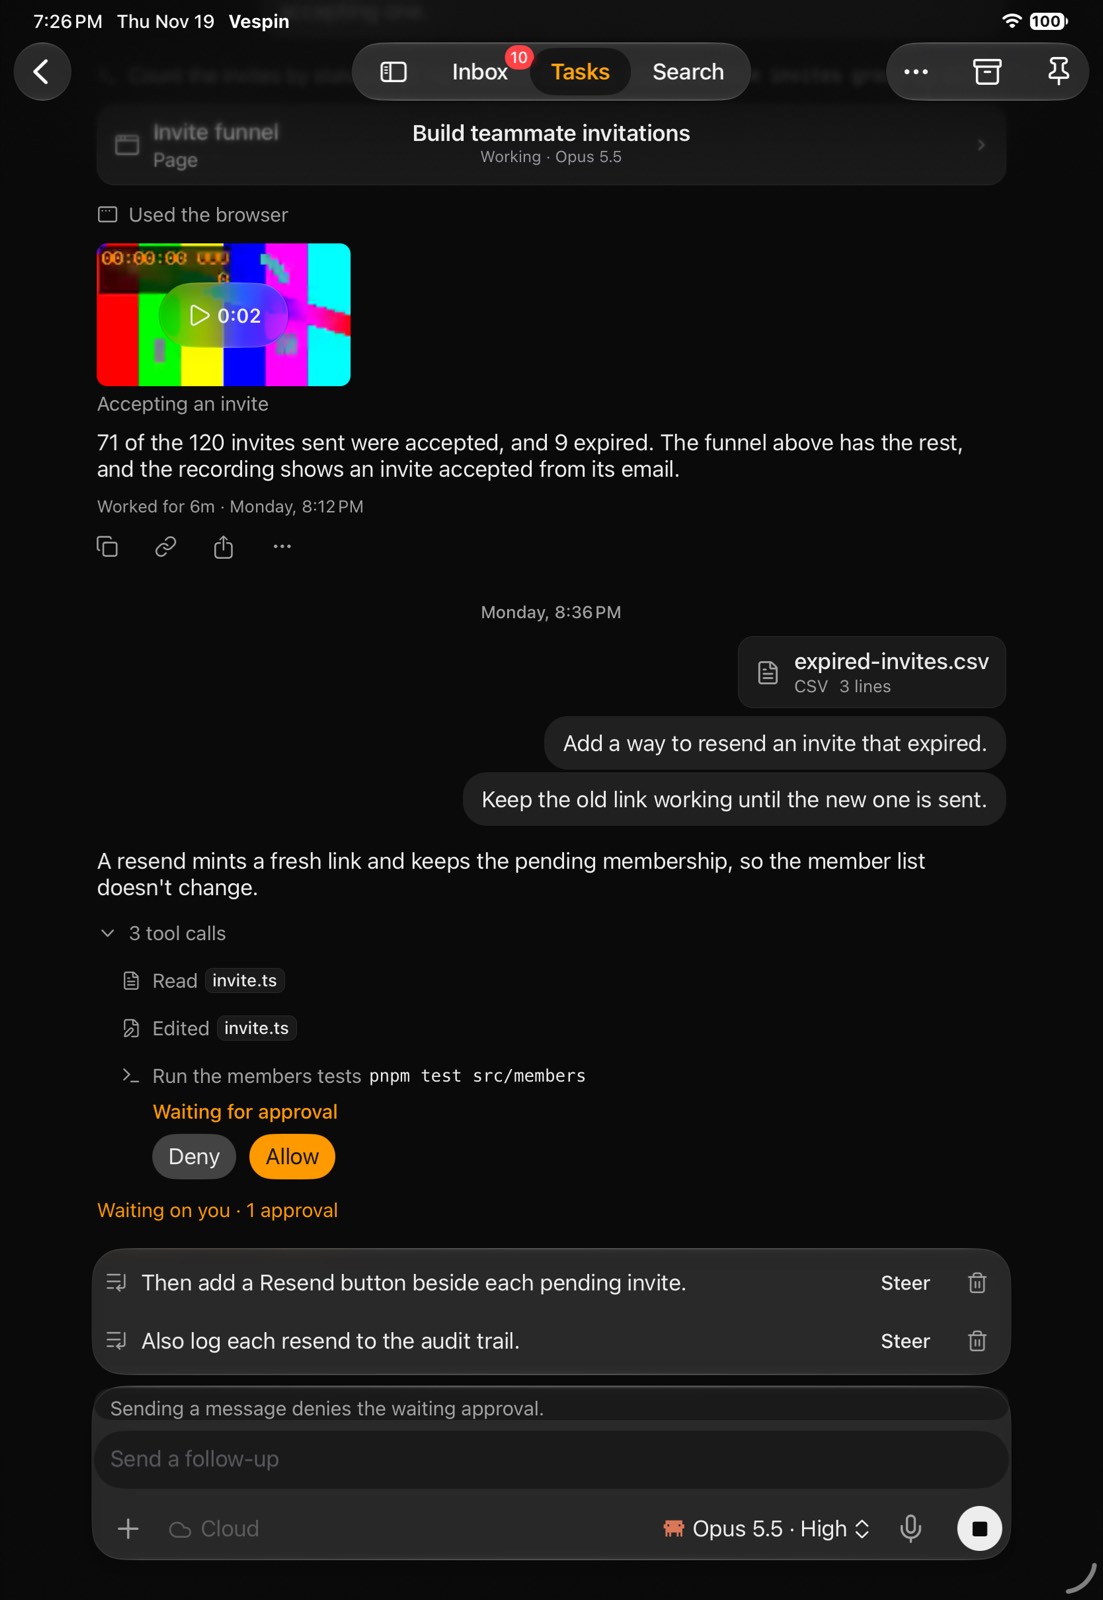 7:26 PM Thu Nov 19 Vespin
100
Inbox 10 Tasks Search
Invite funnel
Page
Build teammate invitations
Working · Opus 5.5
Used the browser
00:00:00
0:02
Accepting an invite
71 of the 120 invites sent were accepted, and 9 expired. The funnel above has the rest,
and the recording shows an invite accepted from its email.
Worked for 6m · Monday, 8:12 PM
Monday, 8:36 PM
expired-invites.csv
CSV 3 lines
Add a way to resend an invite that expired.
Keep the old link working until the new one is sent.
A resend mints a fresh link and keeps the pending membership, so the member list
doesn't change.
3 tool calls
Read invite.ts
Edited invite.ts
Run the members tests pnpm test src/members
Waiting for approval
Deny Allow
Waiting on you · 1 approval
Then add a Resend button beside each pending invite. Steer
Also log each resend to the audit trail. Steer
Sending a message denies the waiting approval.
Send a follow-up
Cloud
Opus 5.5 · High